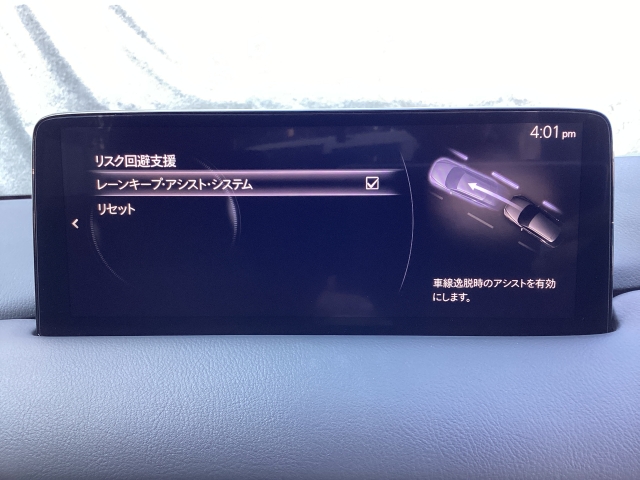 4:01 pm
リスク回避支援
レーンキープ・アシスト・システム
リセット
車線逸脱時のアシストを有効
にします。